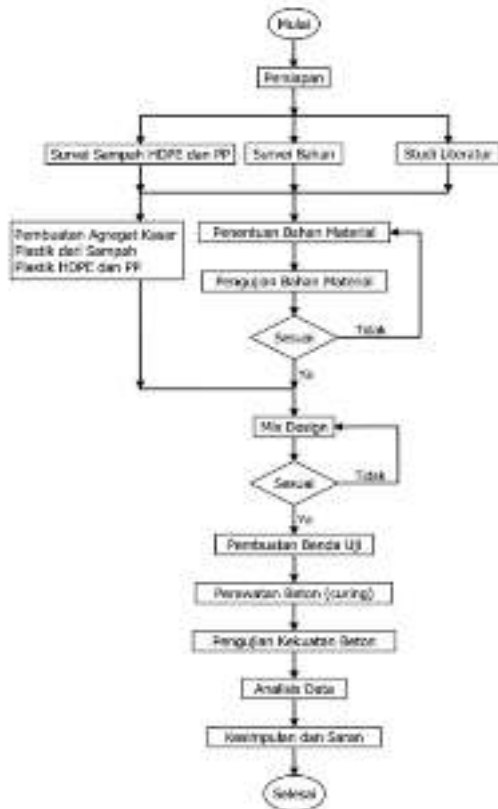 Mulai
Persiapan
Survei Sampah HDPE dan PP
Survei Bahan
Studi Literatur
Pembuatan Agregat Kasar
Plastik dari Sampah
Plastik HDPE dan PP
Penentuan Bahan Material
Pengujian Bahan Material
Sesuai
Tidak
Ya
Mix Design
Sesuai
Tidak
Ya
Pembuatan Benda Uji
Perawatan Beton (curing)
Pengujian Kekuatan Beton
Analisis Data
Kesimpulan dan Saran
Selesai